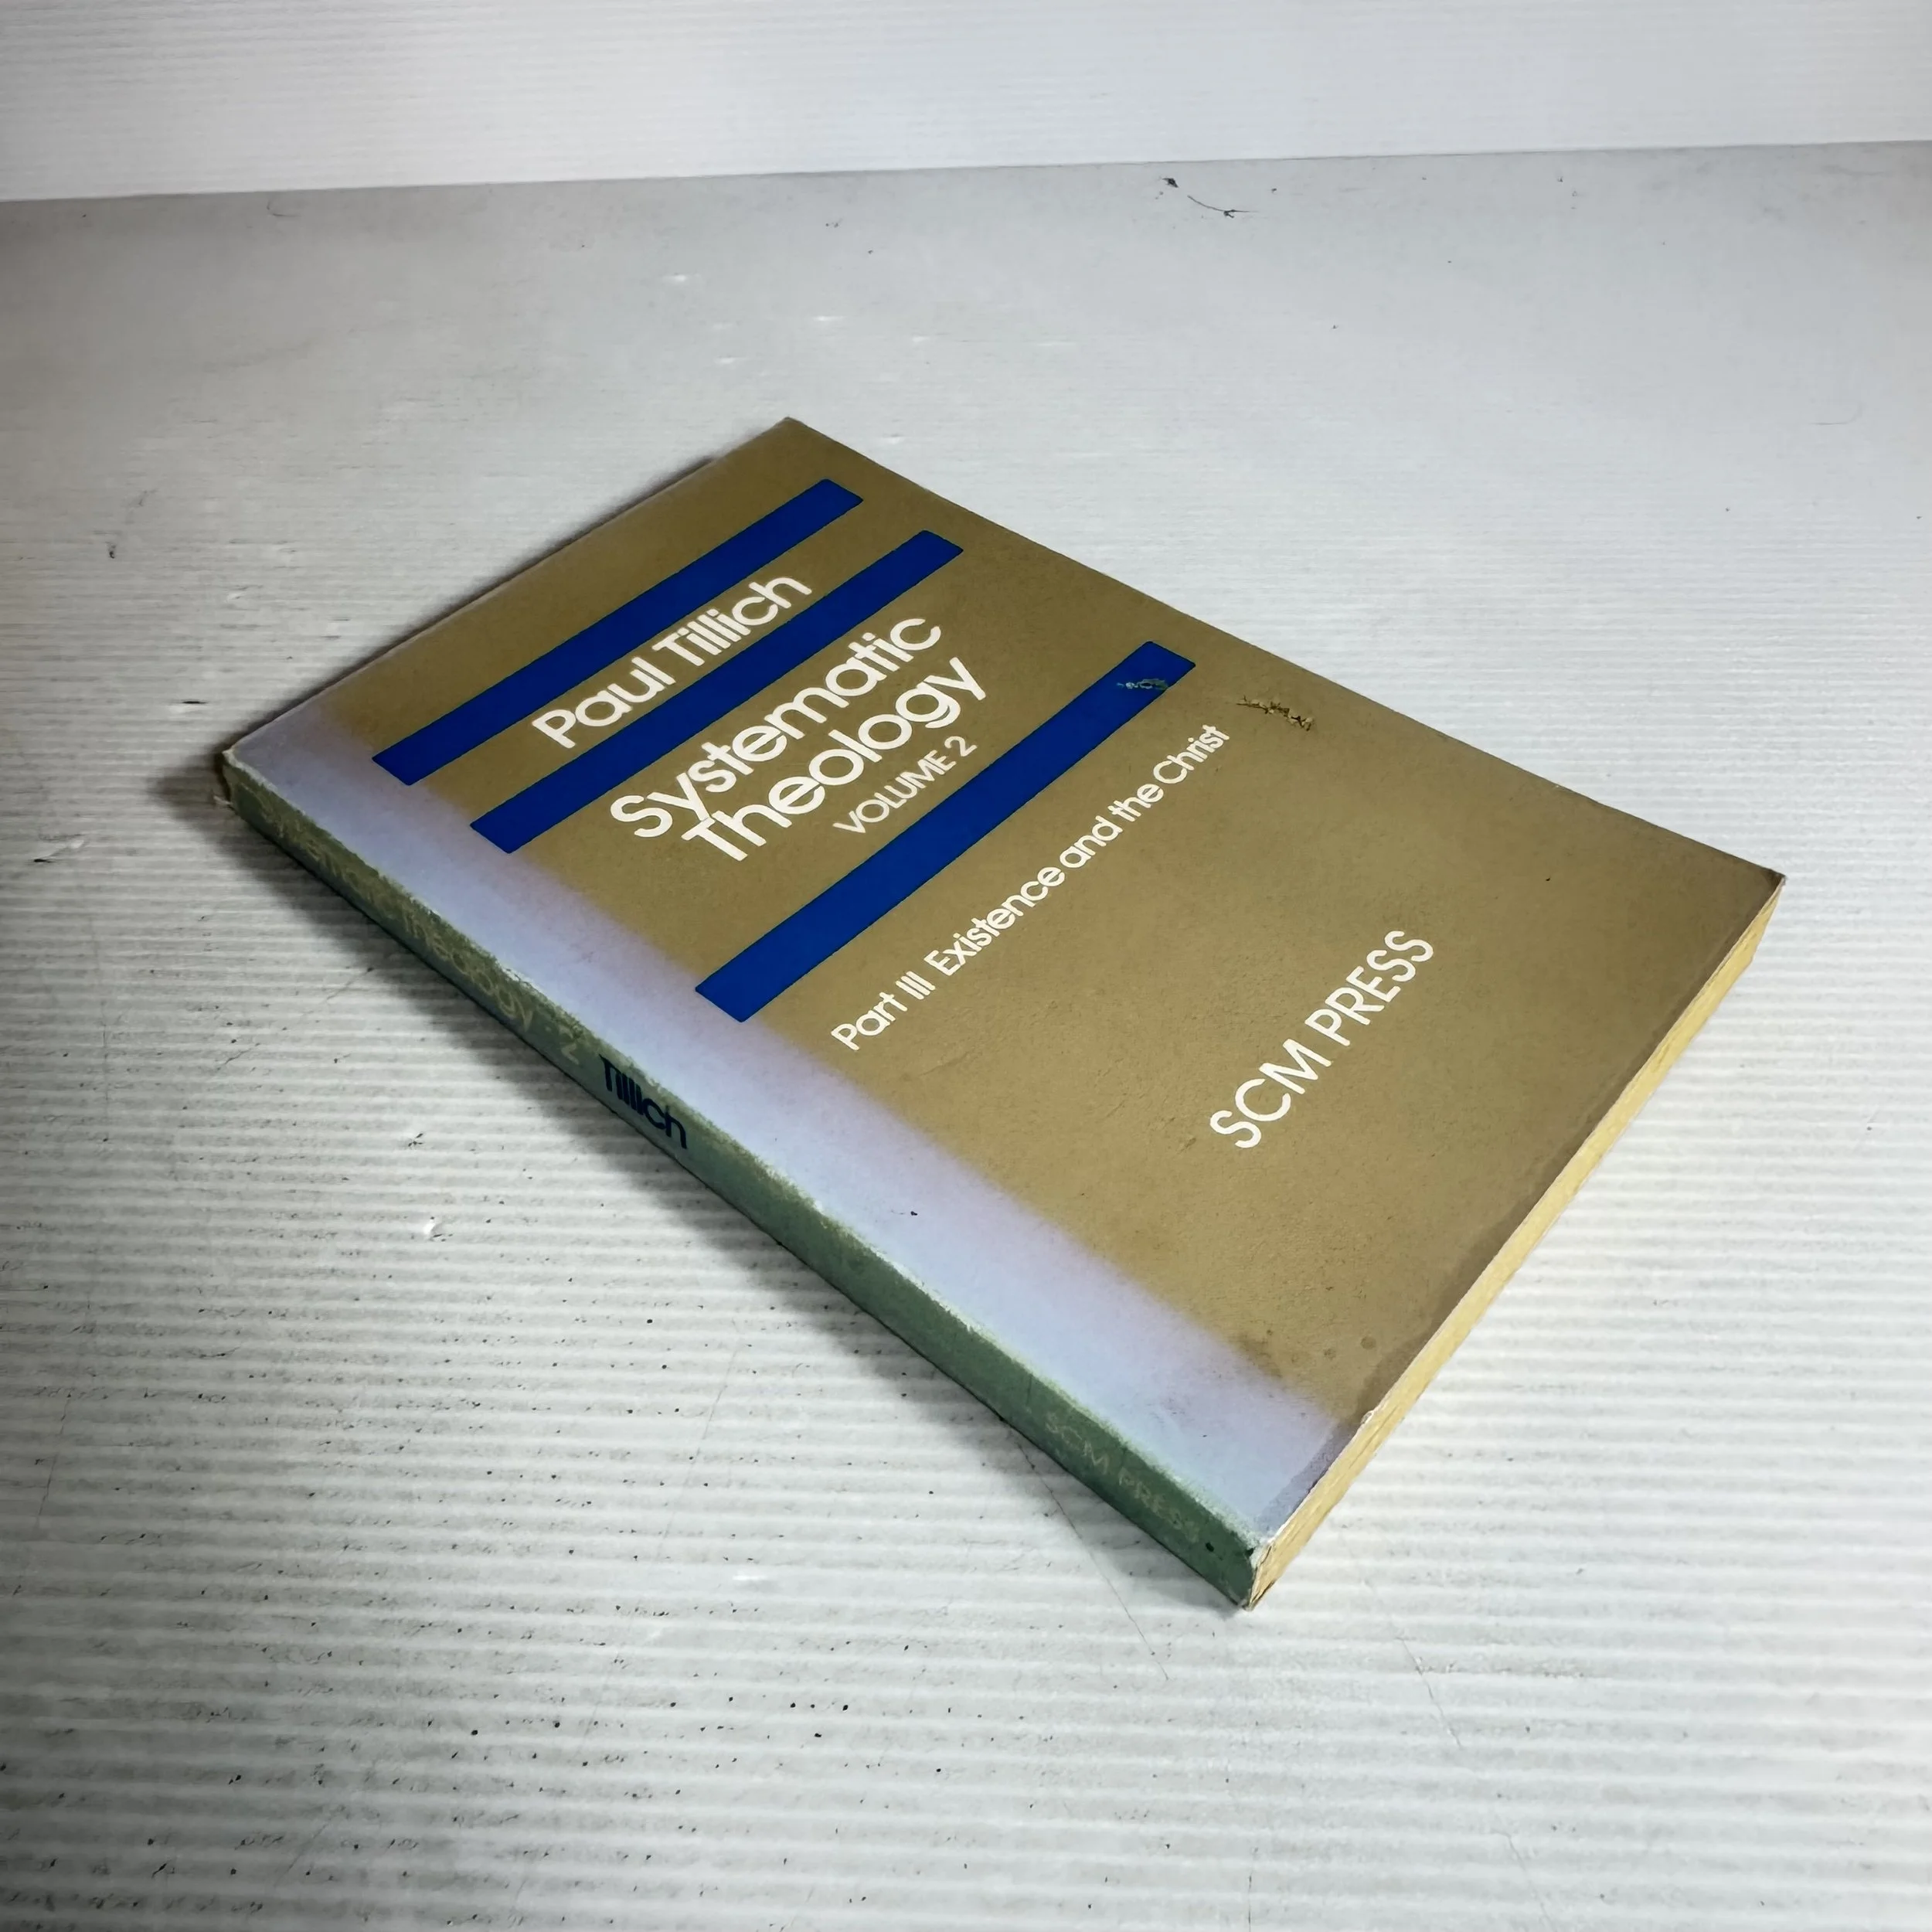 Paul Tillich
Systematic
Theology
VOLUME 2
Part III Existence and the Christ
SCM PRESS
Systematic Theology · 2 Tillich
SCM PRESS